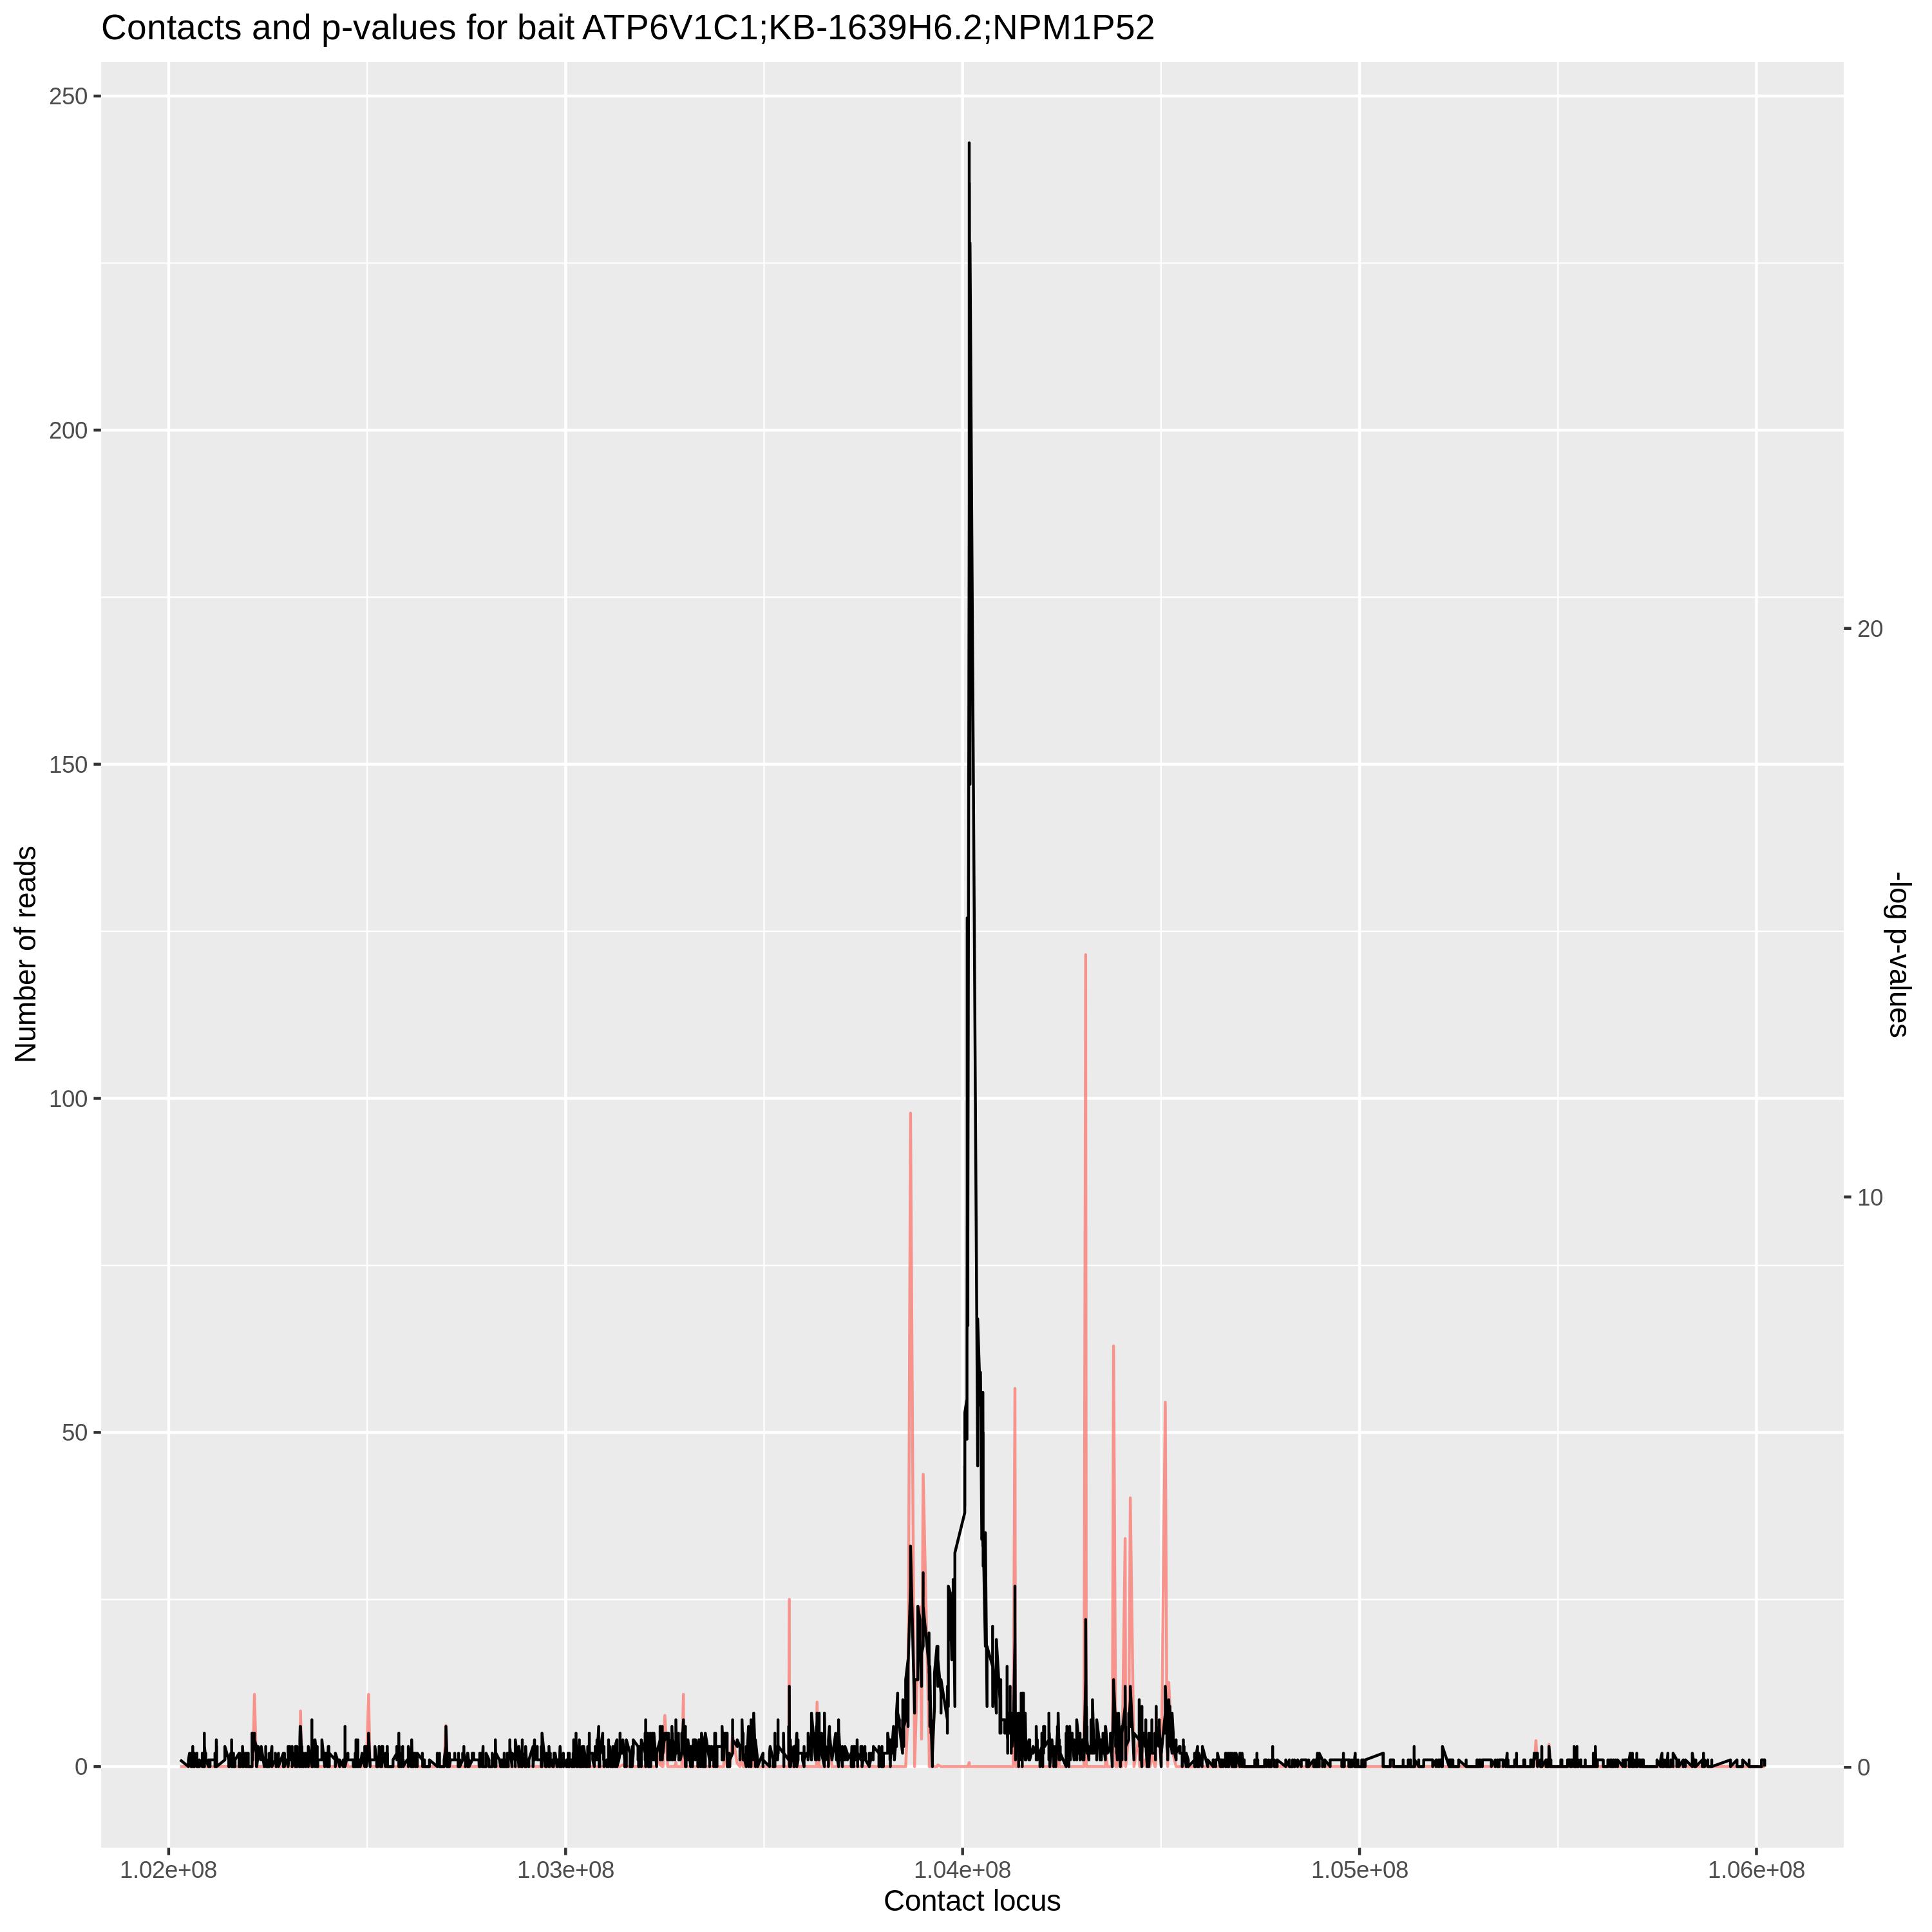 Contacts and p-values for bait ATP6V1C1;KB-1639H6.2;NPM1P52
250
200
150
100
50
0
Number of reads
20
10
0
-log p-values
1.02e+08
1.03e+08
1.04e+08
1.05e+08
1.06e+08
Contact locus